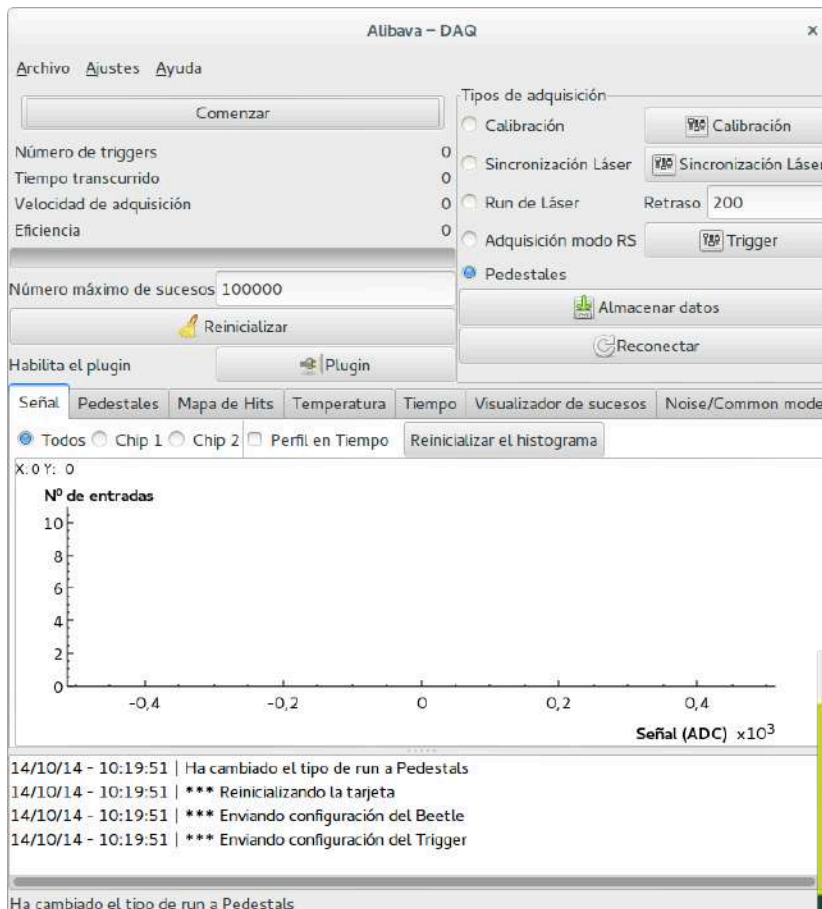 Alibava – DAQ
x
Archivo Ajustes Ayuda
Comenzar
Número de triggers 0
Tiempo transcurrido 0
Velocidad de adquisición 0
Eficiencia 0
Número máximo de sucesos 100000
Reinicializar
Habilita el plugin Plugin
Tipos de adquisición
Calibración Calibración
Sincronización Láser Sincronización Láser
Run de Láser Retraso 200
Adquisición modo RS Trigger
Pedestales
Almacenar datos
Reconectar
Señal Pedestales Mapa de Hits Temperatura Tiempo Visualizador de sucesos Noise/Common mode
Todos Chip 1 Chip 2 Perfil en Tiempo Reinicializar el histograma
X: 0 Y: 0
Nº de entradas
10
8
6
4
2
0
-0,4 -0,2 0 0,2 0,4
Señal (ADC) x10³
14/10/14 - 10:19:51 | Ha cambiado el tipo de run a Pedestals
14/10/14 - 10:19:51 | *** Reinicializando la tarjeta
14/10/14 - 10:19:51 | *** Enviando configuración del Beetle
14/10/14 - 10:19:51 | *** Enviando configuración del Trigger
Ha cambiado el tipo de run a Pedestals